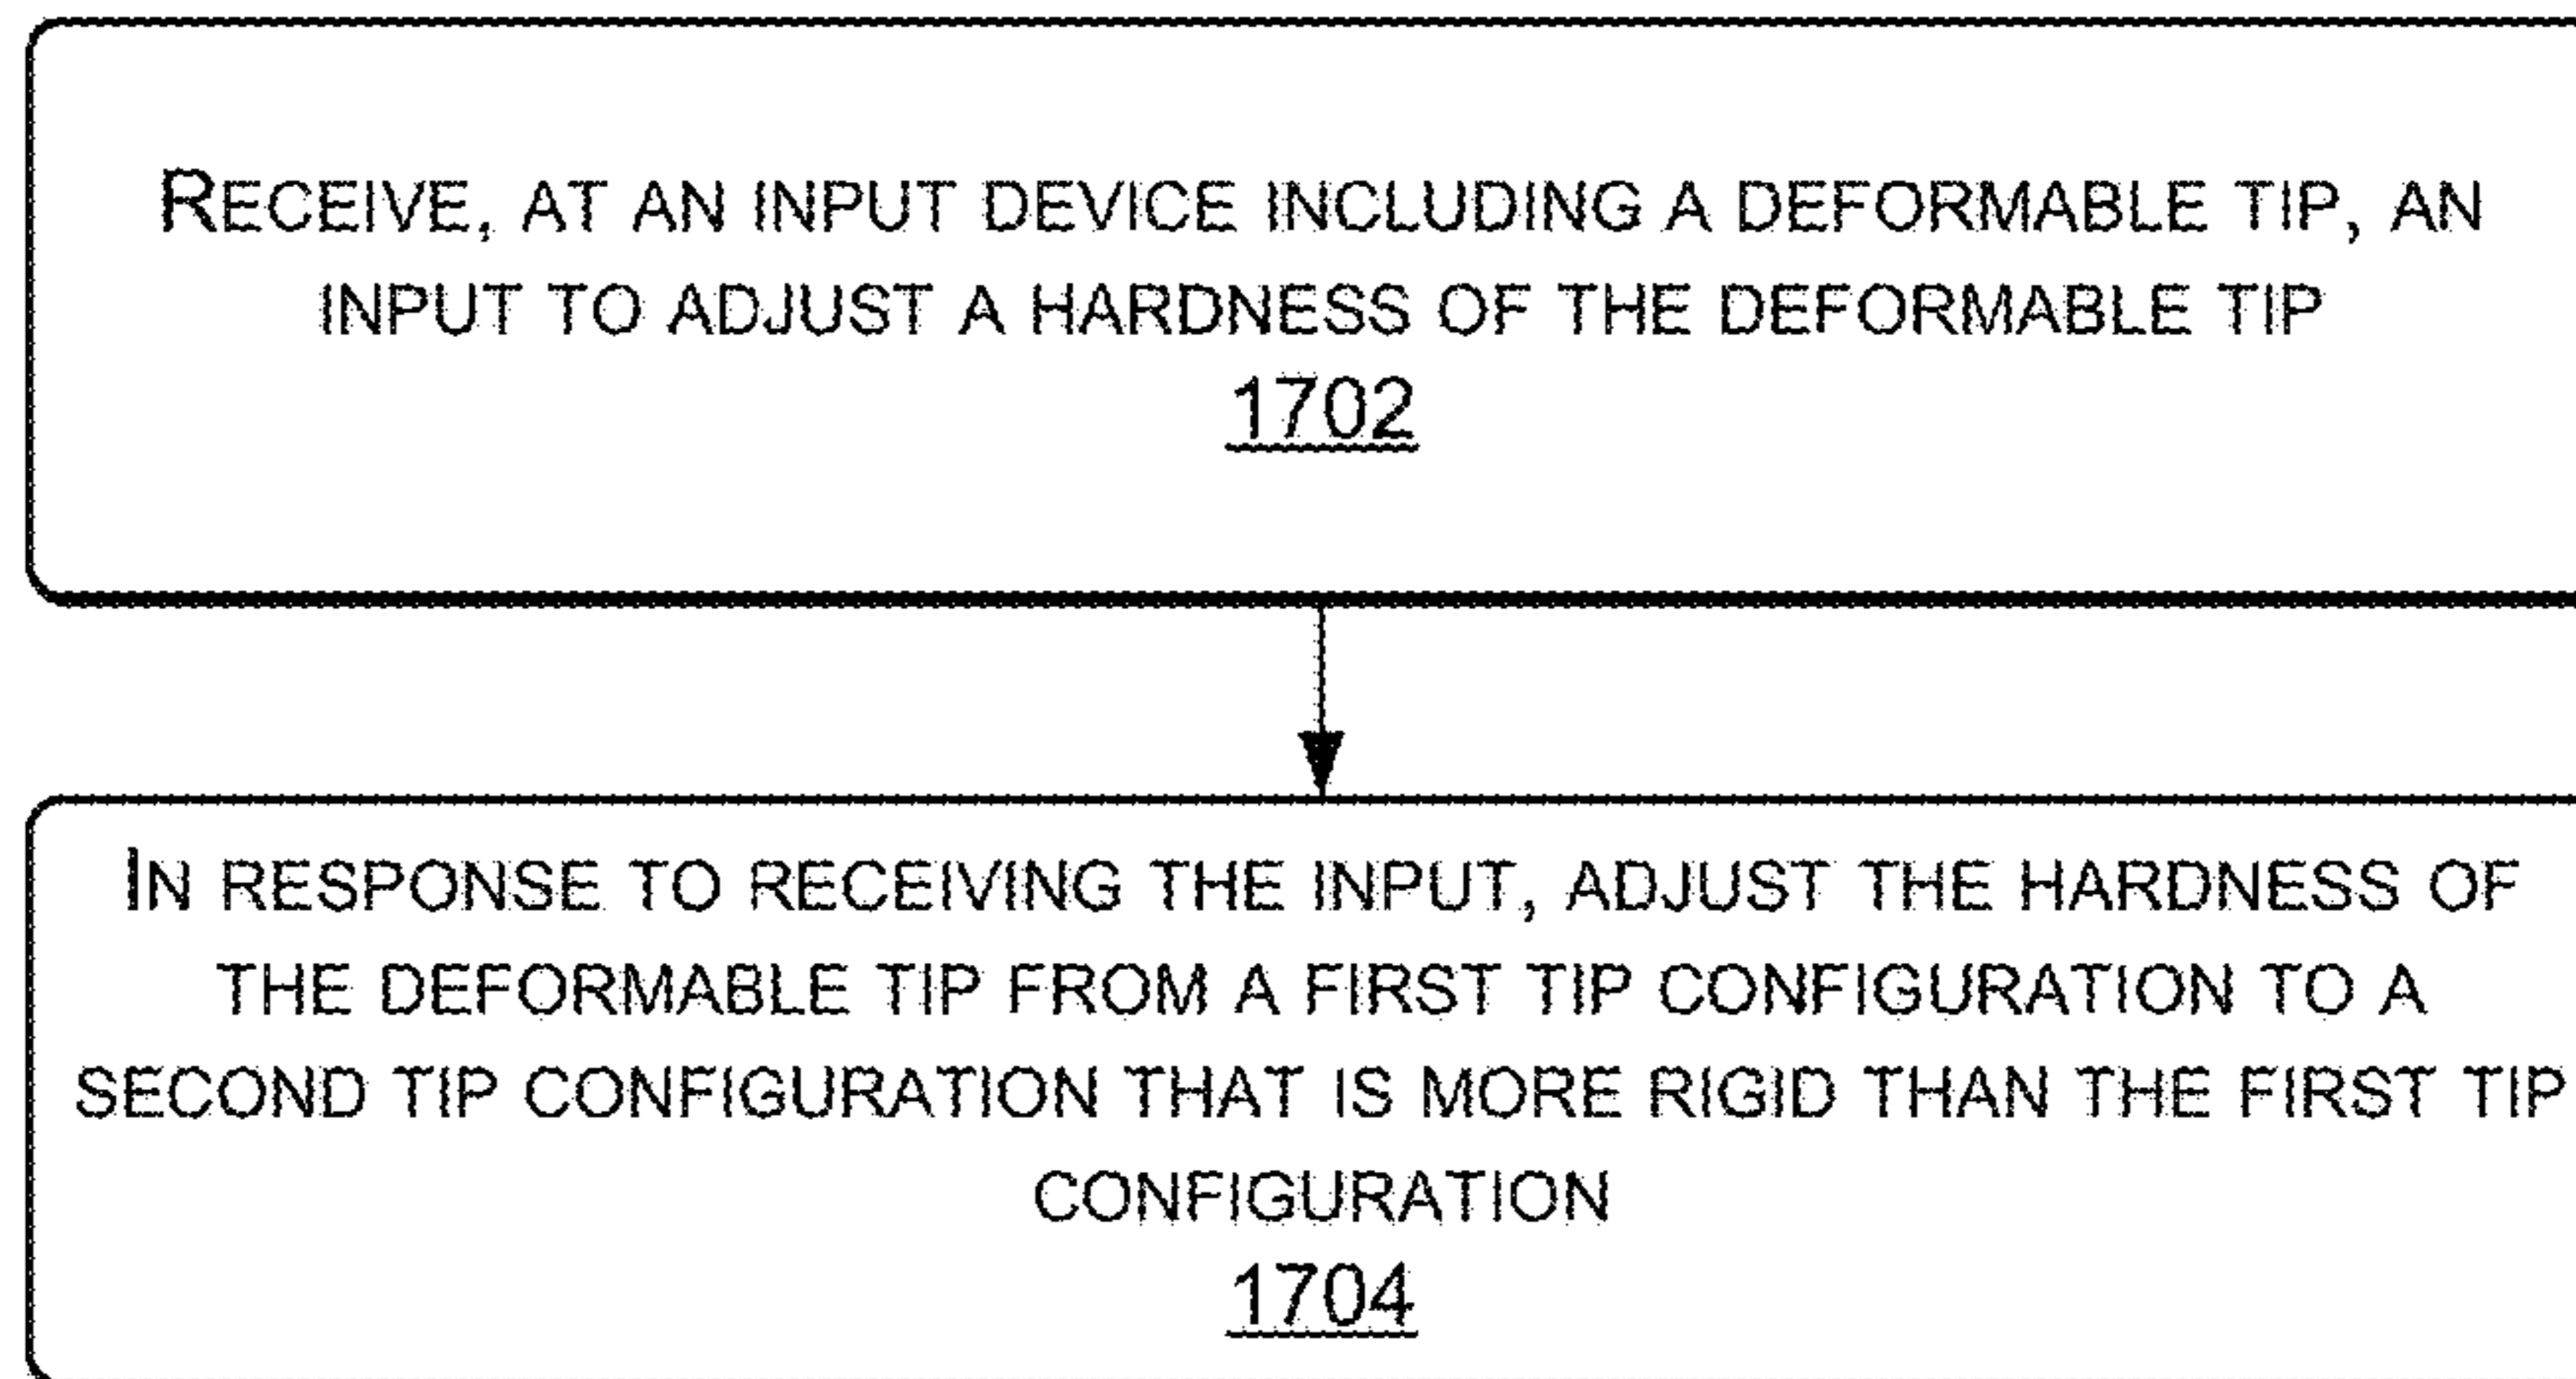 RECEIVE, AT AN INPUT DEVICE INCLUDING A DEFORMABLE TIP, AN
INPUT TO ADJUST A HARDNESS OF THE DEFORMABLE TIP
1702
IN RESPONSE TO RECEIVING THE INPUT, ADJUST THE HARDNESS OF
THE DEFORMABLE TIP FROM A FIRST TIP CONFIGURATION TO A
SECOND TIP CONFIGURATION THAT IS MORE RIGID THAN THE FIRST TIP
CONFIGURATION
1704